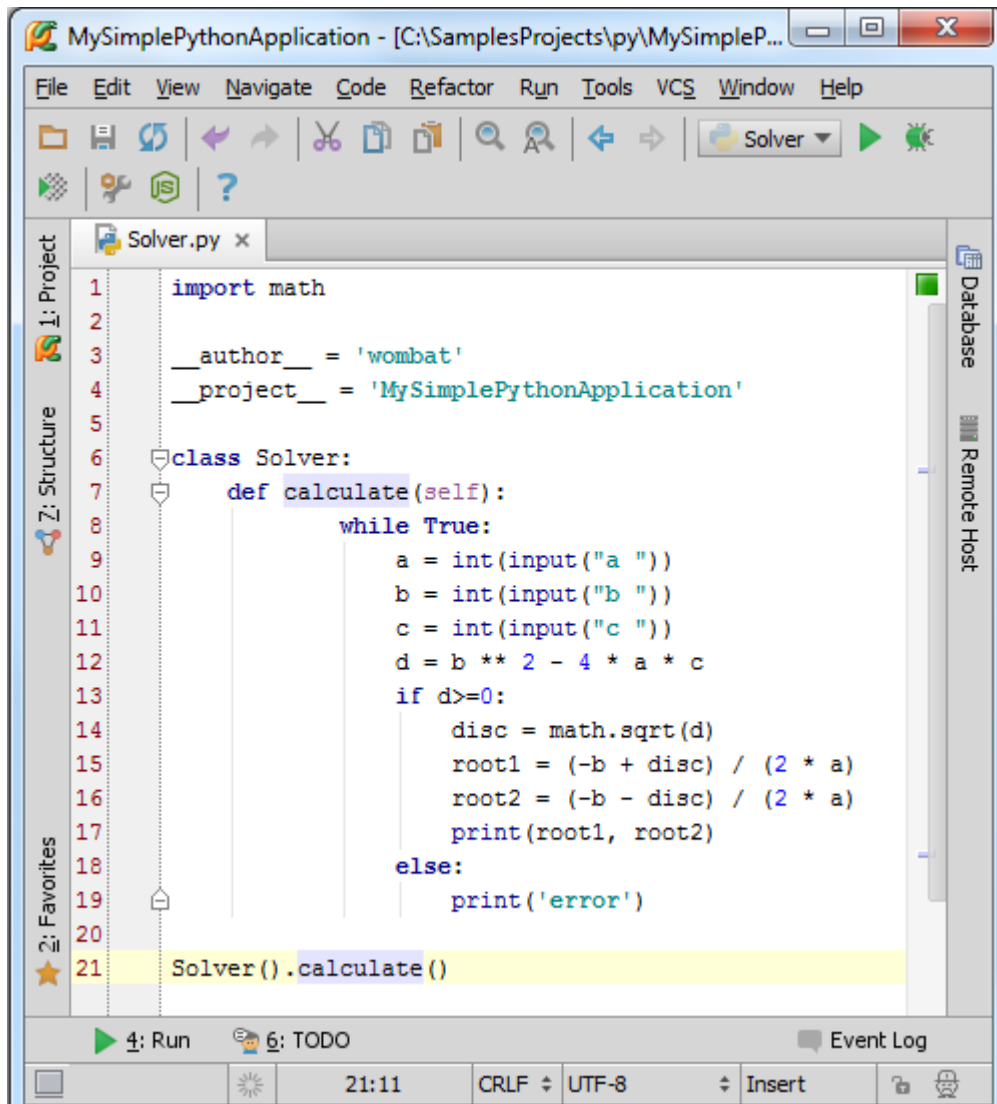 MySimplePythonApplication - [C:\SamplesProjects\py\MySimpleP...
File Edit View Navigate Code Refactor Run Tools VCS Window Help
Solver
JS ?
Solver.py ×
1: Project
7: Structure
2: Favorites
1 import math
2
3 __author__ = 'wombat'
4 __project__ = 'MySimplePythonApplication'
5
6 class Solver:
7     def calculate(self):
8             while True:
9                 a = int(input("a "))
10                 b = int(input("b "))
11                 c = int(input("c "))
12                 d = b ** 2 - 4 * a * c
13                 if d>=0:
14                     disc = math.sqrt(d)
15                     root1 = (-b + disc) / (2 * a)
16                     root2 = (-b - disc) / (2 * a)
17                     print(root1, root2)
18                 else:
19                     print('error')
20
21 Solver().calculate()
Database
Remote Host
4: Run 6: TODO Event Log
21:11 CRLF UTF-8 Insert